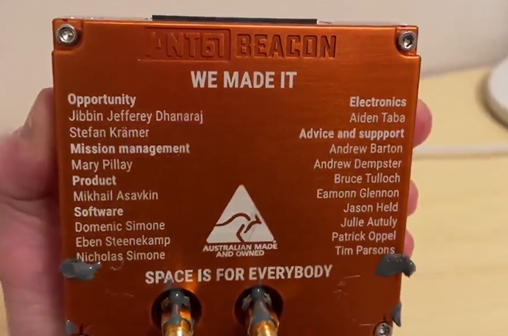 ANT61 BEACON
WE MADE IT
Opportunity
Jibbin Jefferey Dhanaraj
Stefan Krämer
Mission management
Mary Pillay
Product
Mikhail Asavkin
Software
Domenic Simone
Eben Steenekamp
Nicholas Simone
Electronics
Aiden Taba
Advice and suppport
Andrew Barton
Andrew Dempster
Bruce Tulloch
Eamonn Glennon
Jason Held
Julie Autuly
Patrick Oppel
Tim Parsons
AUSTRALIAN MADE
AND OWNED
SPACE IS FOR EVERYBODY